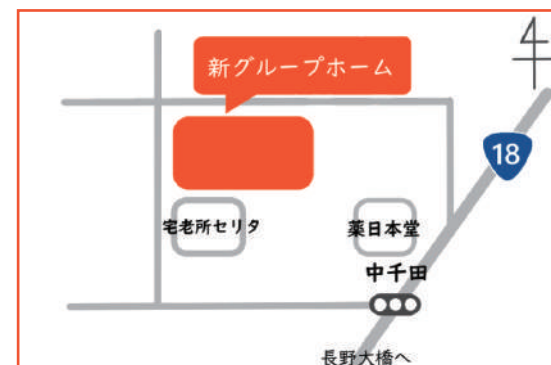 新グループホーム
18
宅老所セリタ
薬日本堂
中千田
長野大橋へ